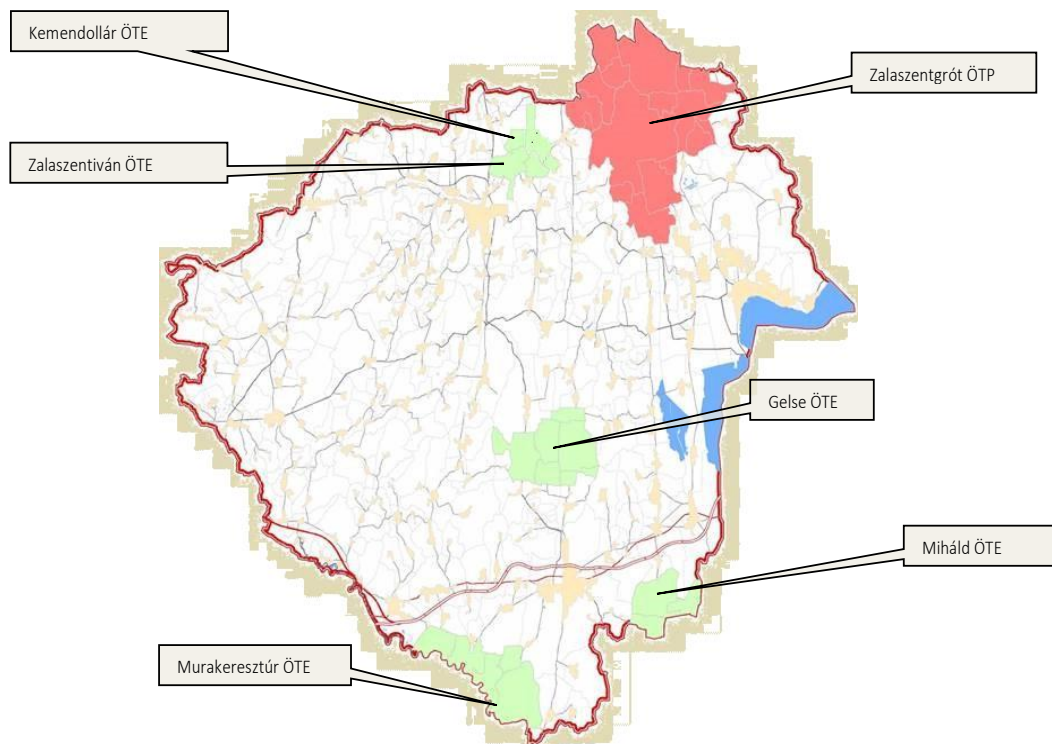 Kemendollár ÖTE
Zalaszentgrót ÖTP
Zalaszentiván ÖTE
Gelse ÖTE
Miháld ÖTE
Murakeresztúr ÖTE